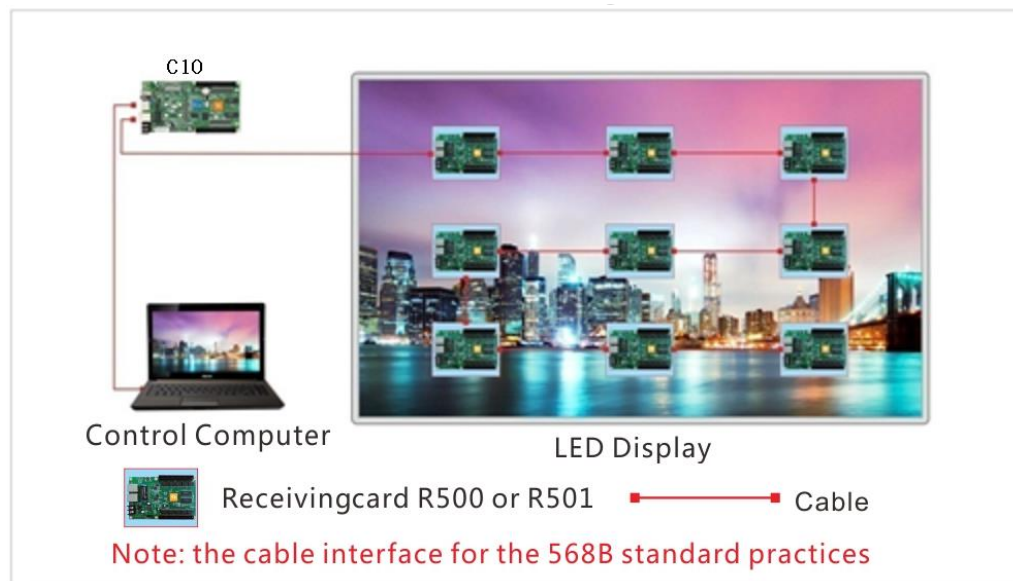 C10
Control Computer
LED Display
Receivingcard R500 or R501
Cable
Note: the cable interface for the 568B standard practices